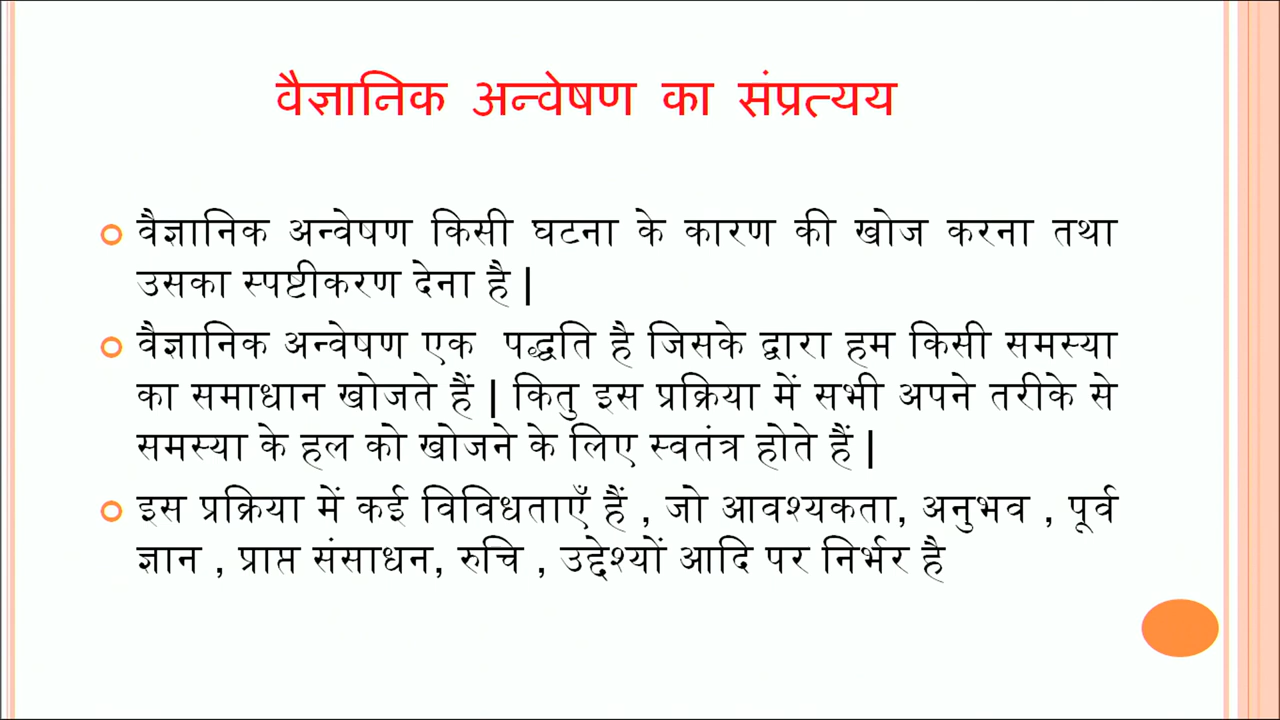 वैज्ञानिक अन्वेषण का संप्रत्यय
वैज्ञानिक अन्वेषण किसी घटना के कारण की खोज करना तथा
उसका स्पष्टीकरण देना है |
वैज्ञानिक अन्वेषण एक पद्धति है जिसके द्वारा हम किसी समस्या
का समाधान खोजते हैं | कितु इस प्रक्रिया में सभी अपने तरीके से
समस्या के हल को खोजने के लिए स्वतंत्र होते हैं |
इस प्रक्रिया में कई विविधताएँ हैं , जो आवश्यकता, अनुभव , पूर्व
ज्ञान , प्राप्त संसाधन, रुचि , उद्देश्यों आदि पर निर्भर है